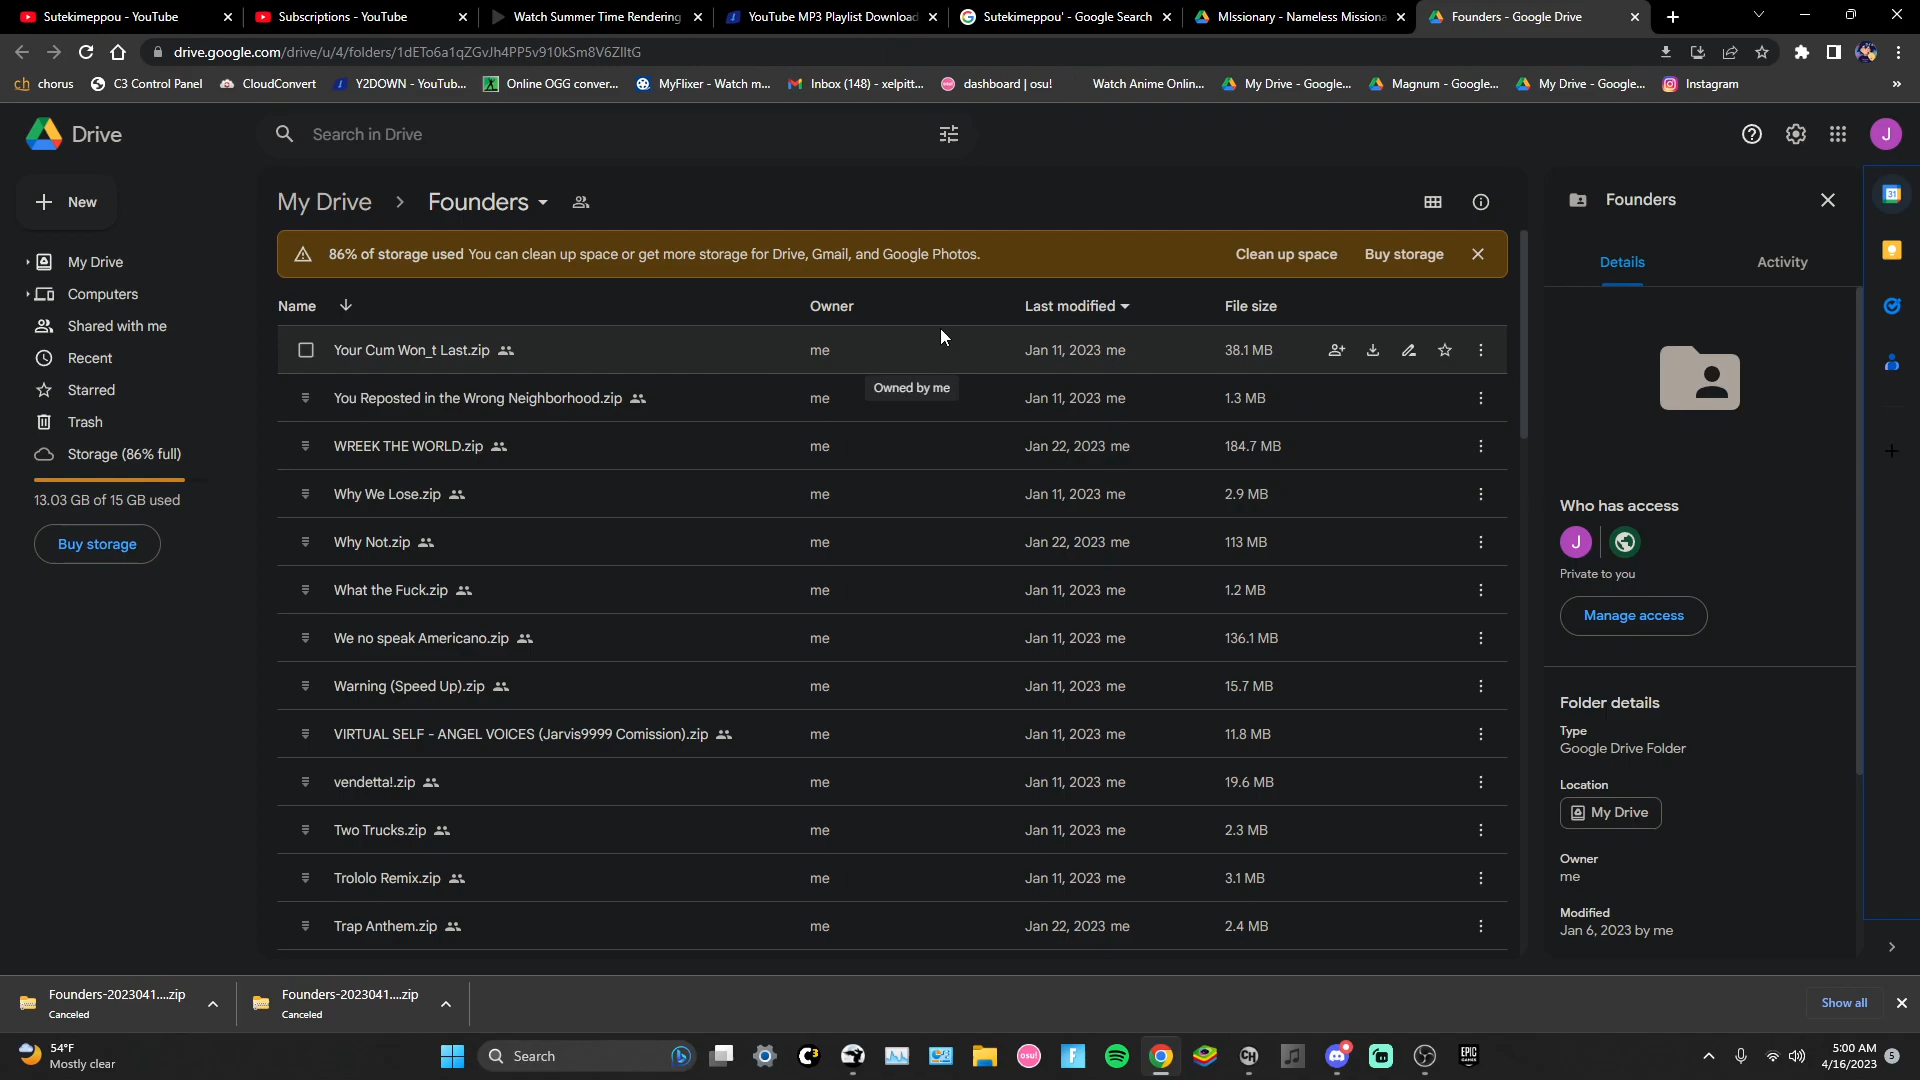 Sutekimeppou - YouTube
Subscriptions - YouTube
Watch Summer Time Rendering
YouTube MP3 Playlist Download
Sutekimeppou' - Google Search
MIssionary - Nameless Missiona
Founders - Google Drive
drive.google.com/drive/u/4/folders/1dETo6a1qZGvJh4PP5v910kSm8V6ZIltG
ch chorus
C3 Control Panel
CloudConvert
Y2DOWN - YouTub...
Online OGG conver...
MyFlixer - Watch m...
Inbox (148) - xelpitt...
osu! dashboard | osu!
Watch Anime Onlin...
My Drive - Google...
Magnum - Google...
My Drive - Google...
Instagram
Drive
Search in Drive
J
New
My Drive
Computers
Shared with me
Recent
Starred
Trash
Storage (86% full)
13.03 GB of 15 GB used
Buy storage
My Drive > Founders
86% of storage used You can clean up space or get more storage for Drive, Gmail, and Google Photos.
Clean up space
Buy storage
Name Owner Last modified File size
Your Cum Won_t Last.zip me Jan 11, 2023 me 38.1 MB
Owned by me
You Reposted in the Wrong Neighborhood.zip me Jan 11, 2023 me 1.3 MB
WREEK THE WORLD.zip me Jan 22, 2023 me 184.7 MB
Why We Lose.zip me Jan 11, 2023 me 2.9 MB
Why Not.zip me Jan 22, 2023 me 113 MB
What the Fuck.zip me Jan 11, 2023 me 1.2 MB
We no speak Americano.zip me Jan 11, 2023 me 136.1 MB
Warning (Speed Up).zip me Jan 11, 2023 me 15.7 MB
VIRTUAL SELF - ANGEL VOICES (Jarvis9999 Comission).zip me Jan 11, 2023 me 11.8 MB
vendetta!.zip me Jan 11, 2023 me 19.6 MB
Two Trucks.zip me Jan 11, 2023 me 2.3 MB
Trololo Remix.zip me Jan 11, 2023 me 3.1 MB
Trap Anthem.zip me Jan 22, 2023 me 2.4 MB
Founders
Details
Activity
Who has access
J
Private to you
Manage access
Folder details
Type
Google Drive Folder
Location
My Drive
Owner
me
Modified
Jan 6, 2023 by me
31
Founders-2023041....zip
Canceled
Founders-2023041....zip
Canceled
Show all
54°F
Mostly clear
Search
C3
osu!
F
CH
EPIC GAMES
5:00 AM
4/16/2023
5